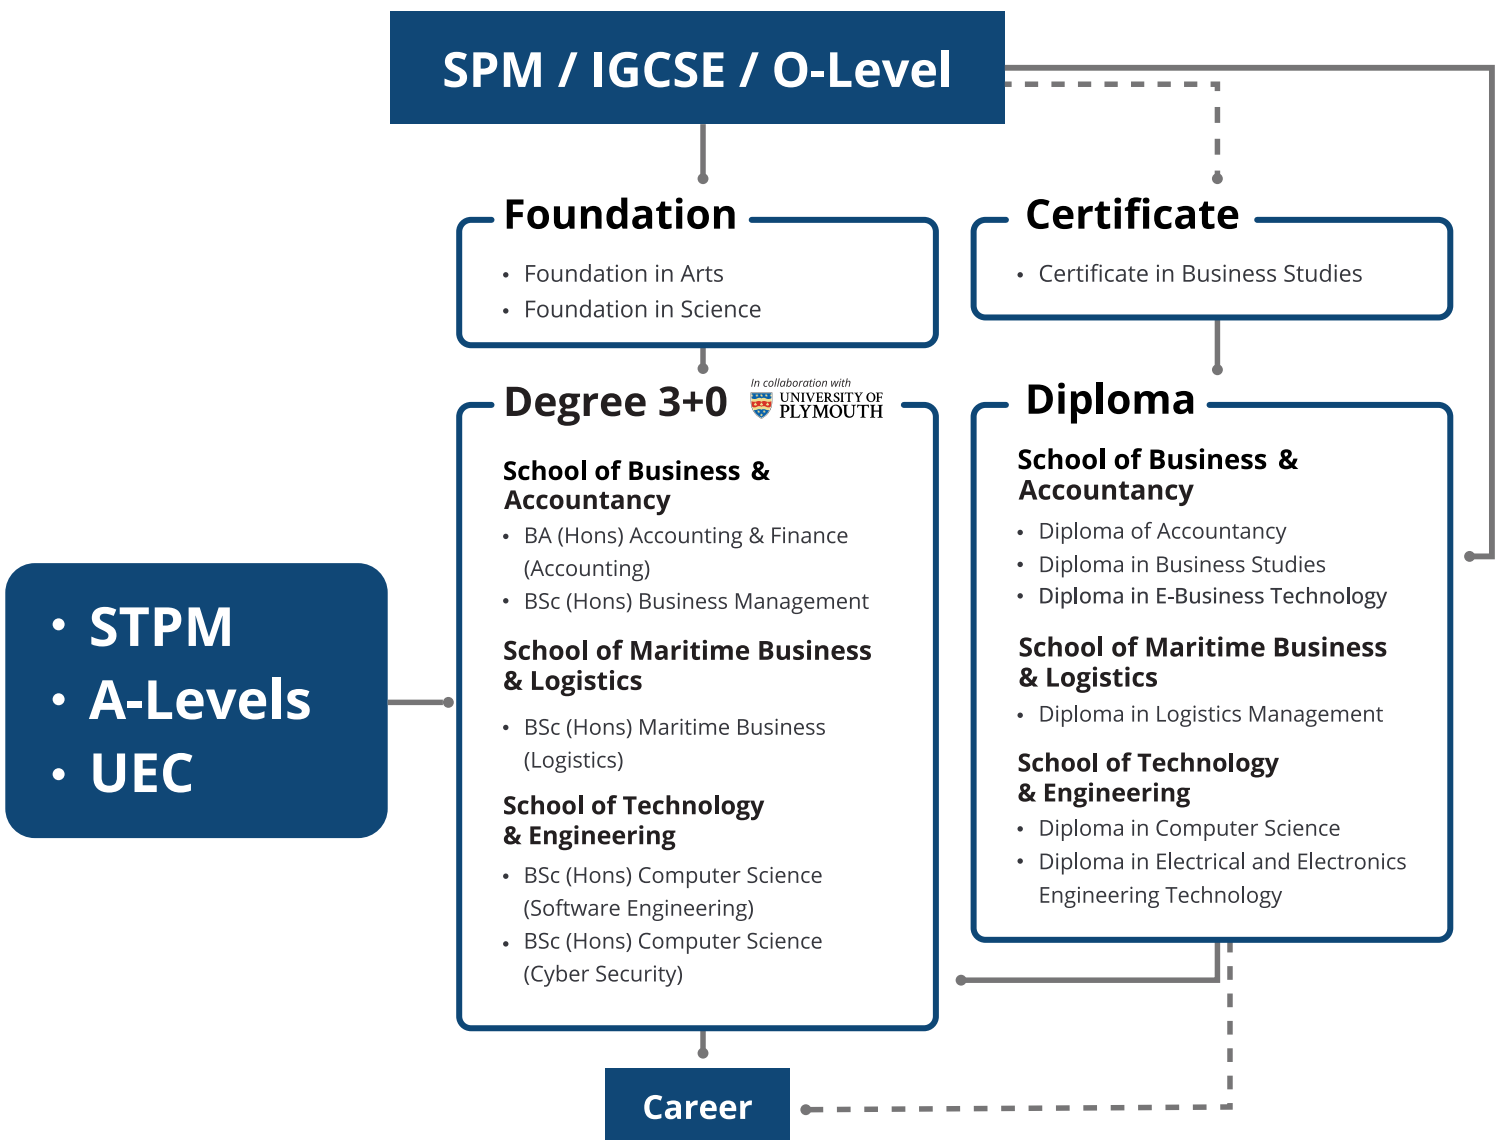 SPM / IGCSE / O-Level
Foundation
• Foundation in Arts
• Foundation in Science
Certificate
• Certificate in Business Studies
Degree 3+0
In collaboration with
UNIVERSITY OF
PLYMOUTH
School of Business &
Accountancy
• BA (Hons) Accounting & Finance
(Accounting)
• BSc (Hons) Business Management
School of Maritime Business
& Logistics
• BSc (Hons) Maritime Business
(Logistics)
School of Technology
& Engineering
• BSc (Hons) Computer Science
(Software Engineering)
• BSc (Hons) Computer Science
(Cyber Security)
Diploma
School of Business &
Accountancy
• Diploma of Accountancy
• Diploma in Business Studies
• Diploma in E-Business Technology
School of Maritime Business
& Logistics
• Diploma in Logistics Management
School of Technology
& Engineering
• Diploma in Computer Science
• Diploma in Electrical and Electronics
Engineering Technology
• STPM
• A-Levels
• UEC
Career